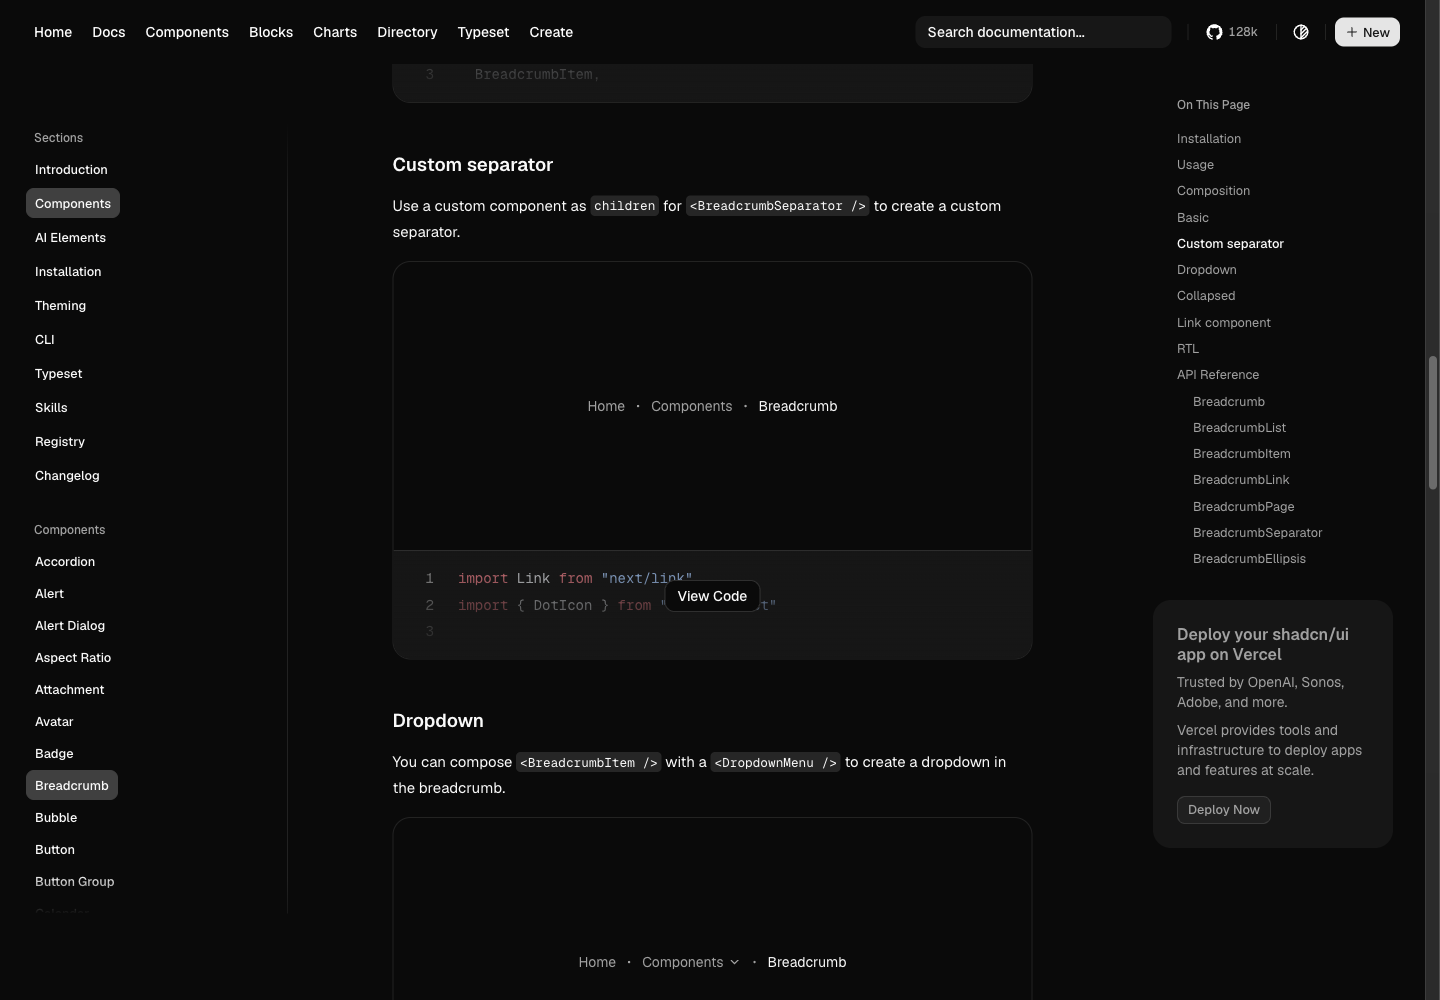 Home Docs Components Blocks Charts Directory Typeset Create
Search documentation...
128k
New
Sections
Introduction
Components
AI Elements
Installation
Theming
CLI
Typeset
Skills
Registry
Changelog
Components
Accordion
Alert
Alert Dialog
Aspect Ratio
Attachment
Avatar
Badge
Breadcrumb
Bubble
Button
Button Group
Calendar
3 BreadcrumbItem,
Custom separator
Use a custom component as children for <BreadcrumbSeparator /> to create a custom
separator.
Home • Components • Breadcrumb
1 import Link from "next/link"
2 import { DotIcon } from "
3
View Code
Dropdown
You can compose <BreadcrumbItem /> with a <DropdownMenu /> to create a dropdown in
the breadcrumb.
Home • Components • Breadcrumb
On This Page
Installation
Usage
Composition
Basic
Custom separator
Dropdown
Collapsed
Link component
RTL
API Reference
Breadcrumb
BreadcrumbList
BreadcrumbItem
BreadcrumbLink
BreadcrumbPage
BreadcrumbSeparator
BreadcrumbEllipsis
Deploy your shadcn/ui
app on Vercel
Trusted by OpenAI, Sonos,
Adobe, and more.
Vercel provides tools and
infrastructure to deploy apps
and features at scale.
Deploy Now